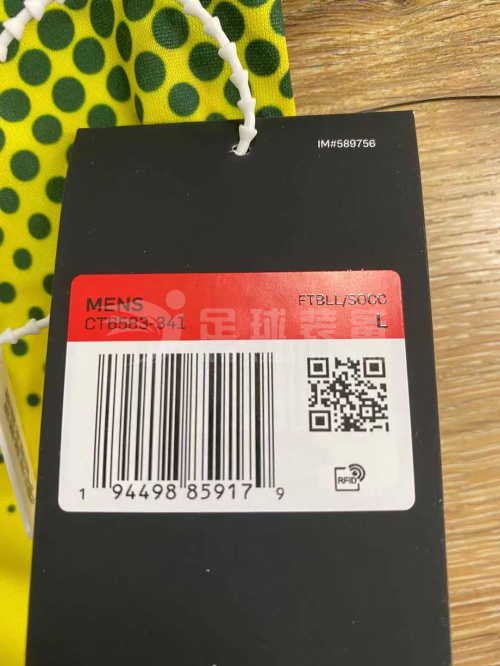 IM#589756
MENS
FTBLL/SOCC
CT6583-341
L
足球装备
1 94498 85917 9
RFID